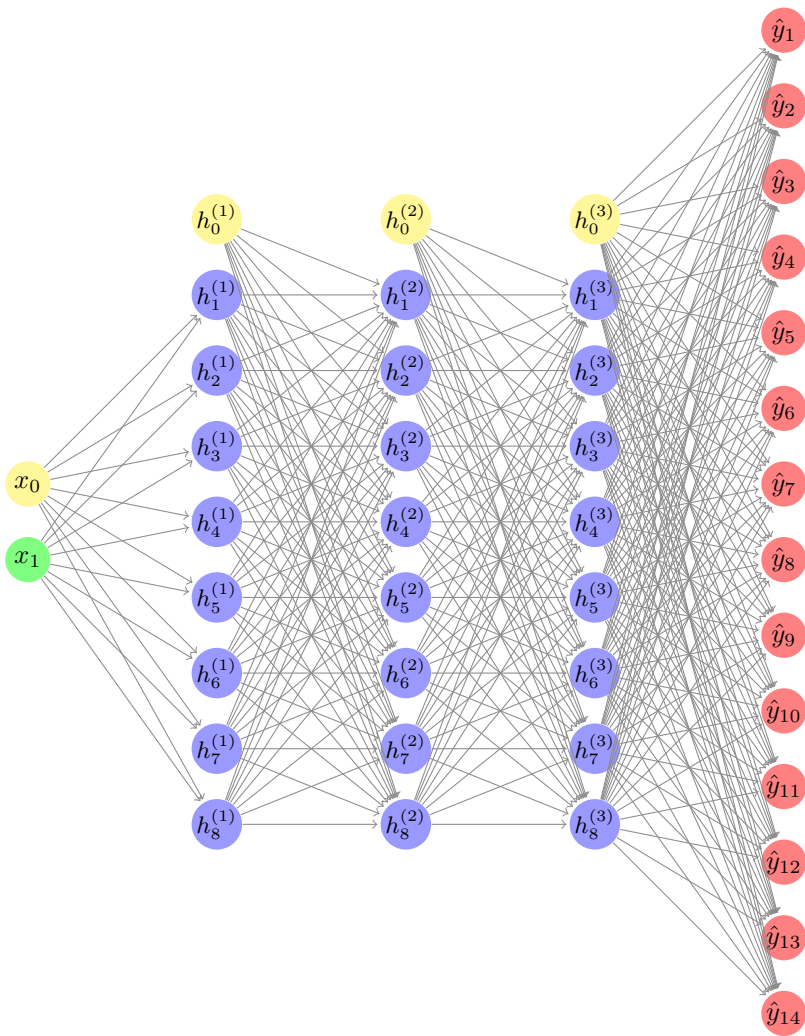 x₀
x₁
h₀⁽¹⁾
h₁⁽¹⁾
h₂⁽¹⁾
h₃⁽¹⁾
h₄⁽¹⁾
h₅⁽¹⁾
h₆⁽¹⁾
h₇⁽¹⁾
h₈⁽¹⁾
h₀⁽²⁾
h₁⁽²⁾
h₂⁽²⁾
h₃⁽²⁾
h₄⁽²⁾
h₅⁽²⁾
h₆⁽²⁾
h₇⁽²⁾
h₈⁽²⁾
h₀⁽³⁾
h₁⁽³⁾
h₂⁽³⁾
h₃⁽³⁾
h₄⁽³⁾
h₅⁽³⁾
h₆⁽³⁾
h₇⁽³⁾
h₈⁽³⁾
ŷ₁
ŷ₂
ŷ₃
ŷ₄
ŷ₅
ŷ₆
ŷ₇
ŷ₈
ŷ₉
ŷ₁₀
ŷ₁₁
ŷ₁₂
ŷ₁₃
ŷ₁₄